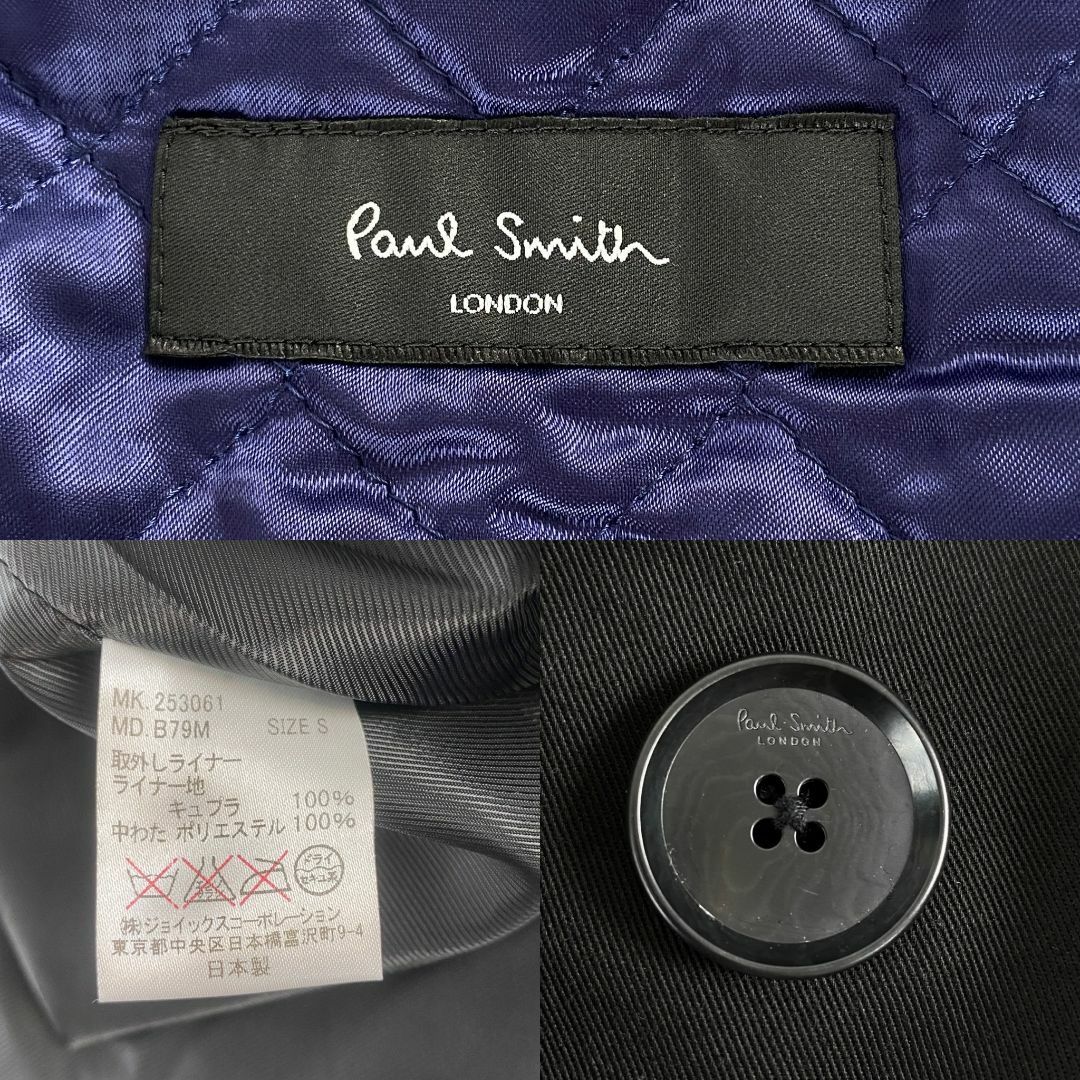 Paul Smith
LONDON
MK. 253061
MD. B79M SIZE S
取外しライナー
ライナー地
キュプラ 100%
中わた ポリエステル 100%
ドライ
セキユ系
㈱ジョイックスコーポレーション
東京都中央区日本橋富沢町9-4
日本製
Paul Smith
LONDON